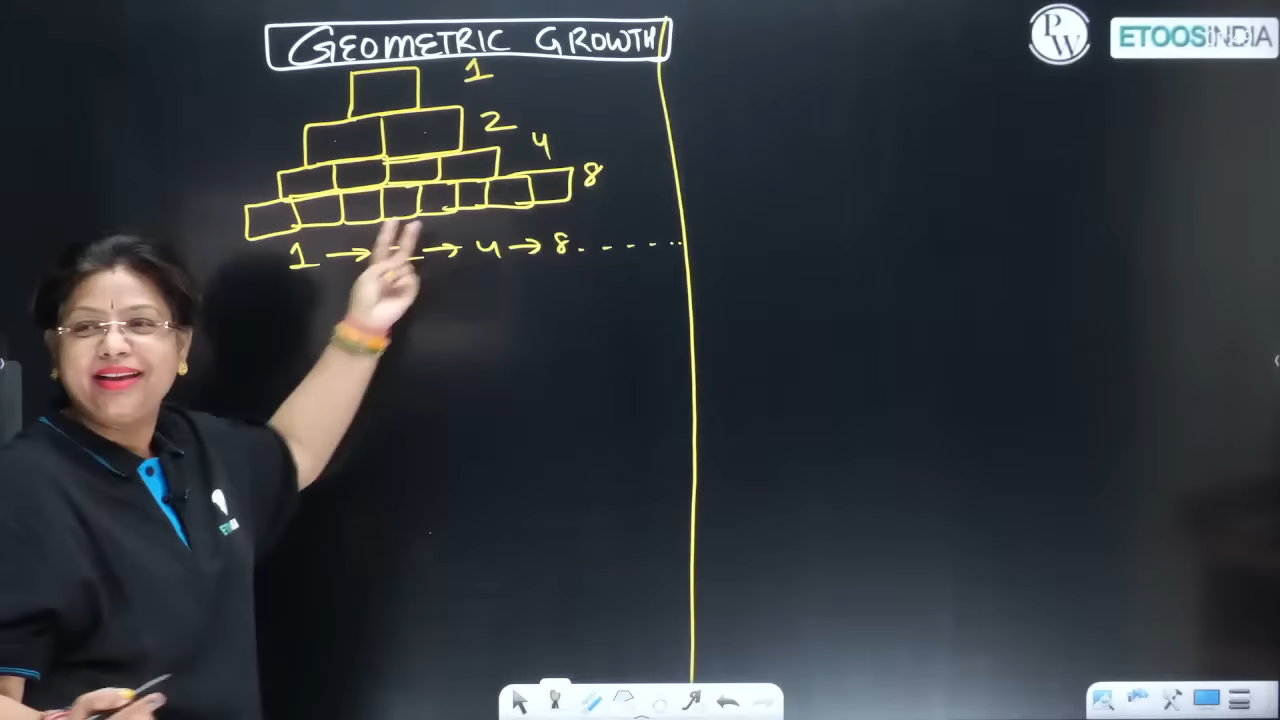 GEOMETRIC GROWTH
PW
ETOOSINDIA
1
2
4
8
1 → 2 → 4 → 8 . - - - - - ..